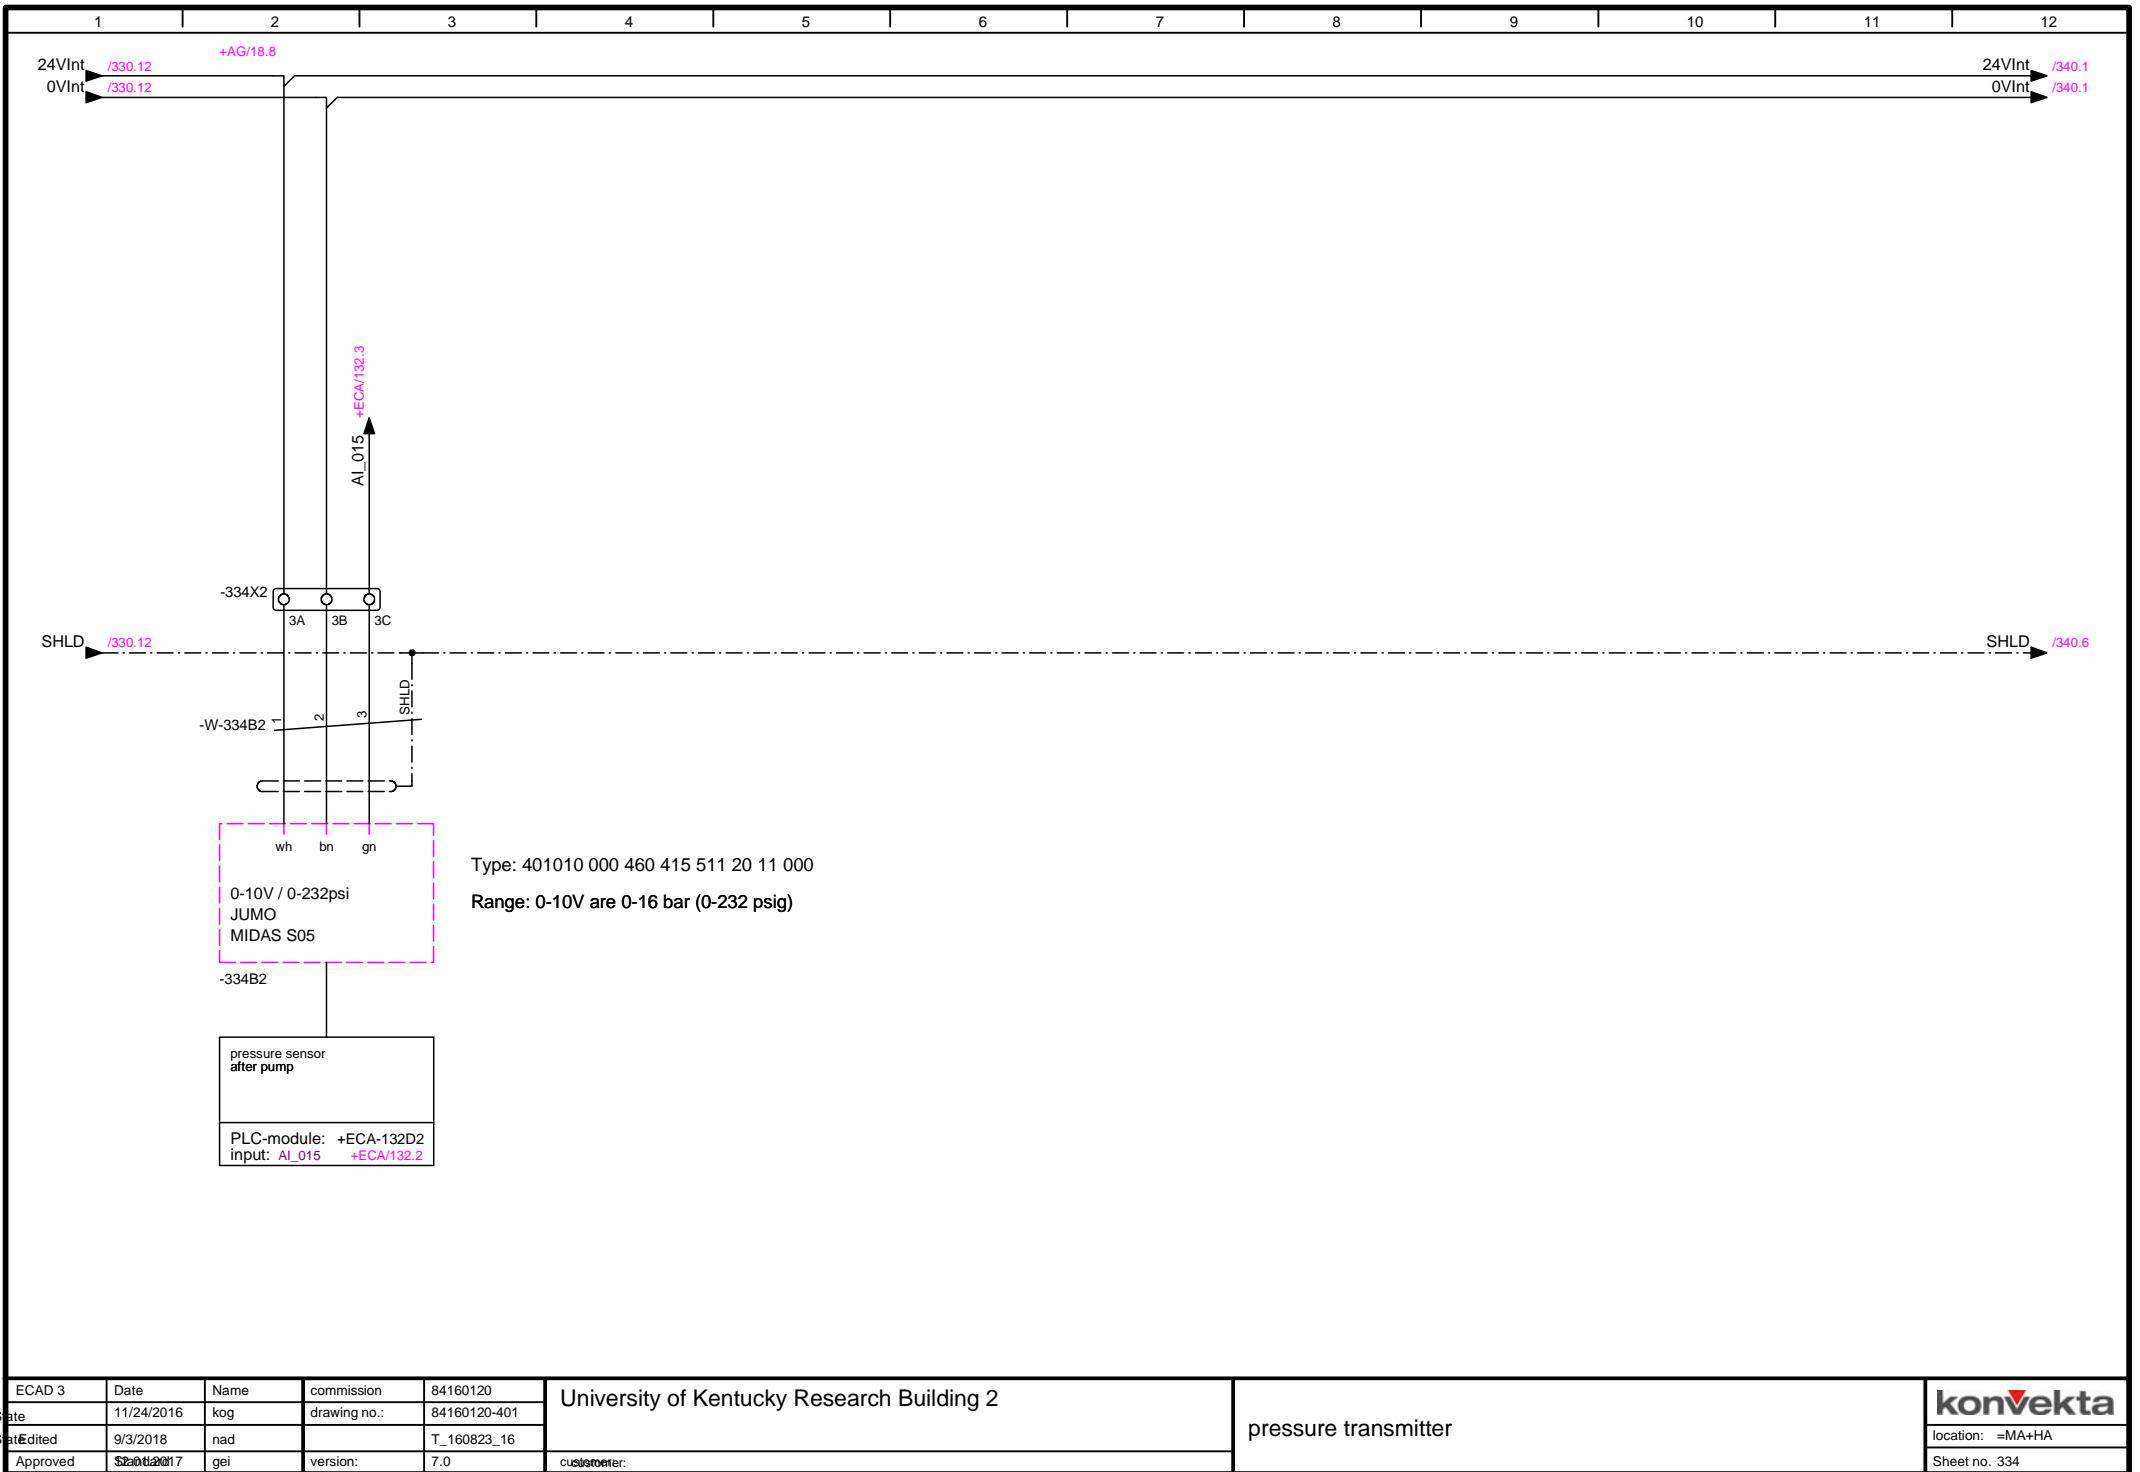 1 2 3 4 5 6 7 8 9 10 11 12
+AG/18.8
24VInt /330.12
0VInt /330.12
24VInt /340.1
0VInt /340.1
+ECA/132.3
AI_015
-334X2
3A 3B 3C
SHLD /330.12
SHLD /340.6
SHLD
-W-334B2 1 2 3
wh bn gn
0-10V / 0-232psi
JUMO
MIDAS S05
Type: 401010 000 460 415 511 20 11 000
Range: 0-10V are 0-16 bar (0-232 psig)
-334B2
pressure sensor
after pump
PLC-module: +ECA-132D2
input: AI_015 +ECA/132.2
ECAD 3 Date Name commission 84160120
11/24/2016 kog drawing no.: 84160120-401
Edited 9/3/2018 nad T_160823_16
Approved gei version: 7.0
University of Kentucky Research Building 2
customer:
pressure transmitter
konvekta
location: =MA+HA
Sheet no. 334